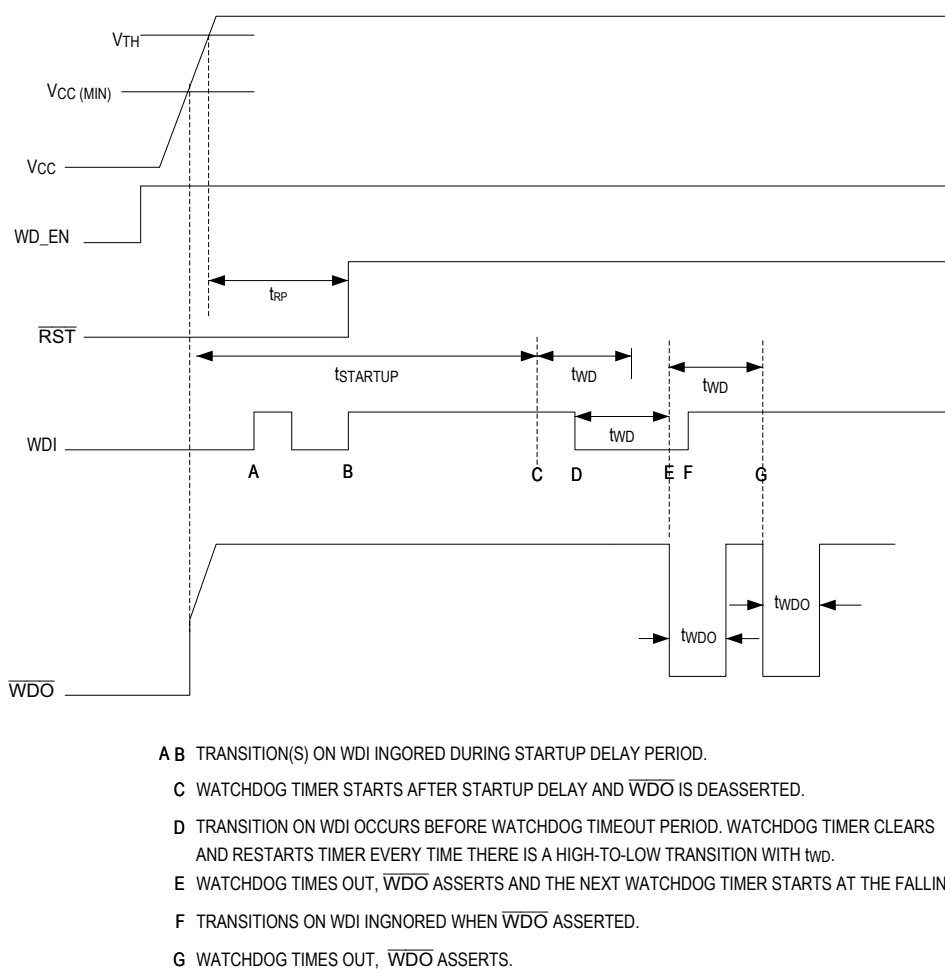 VTH
VCC (MIN)
VCC
WD_EN
tRP
RST
tSTARTUP
tWD
tWD
WDI
tWD
A B C D E F G
tWDO
tWDO
WDO
A B TRANSITION(S) ON WDI INGORED DURING STARTUP DELAY PERIOD.
C WATCHDOG TIMER STARTS AFTER STARTUP DELAY AND WDO IS DEASSERTED.
D TRANSITION ON WDI OCCURS BEFORE WATCHDOG TIMEOUT PERIOD. WATCHDOG TIMER CLEARS
AND RESTARTS TIMER EVERY TIME THERE IS A HIGH-TO-LOW TRANSITION WITH tWD.
E WATCHDOG TIMES OUT, WDO ASSERTS AND THE NEXT WATCHDOG TIMER STARTS AT THE FALLIN
F TRANSITIONS ON WDI INGNORED WHEN WDO ASSERTED.
G WATCHDOG TIMES OUT, WDO ASSERTS.